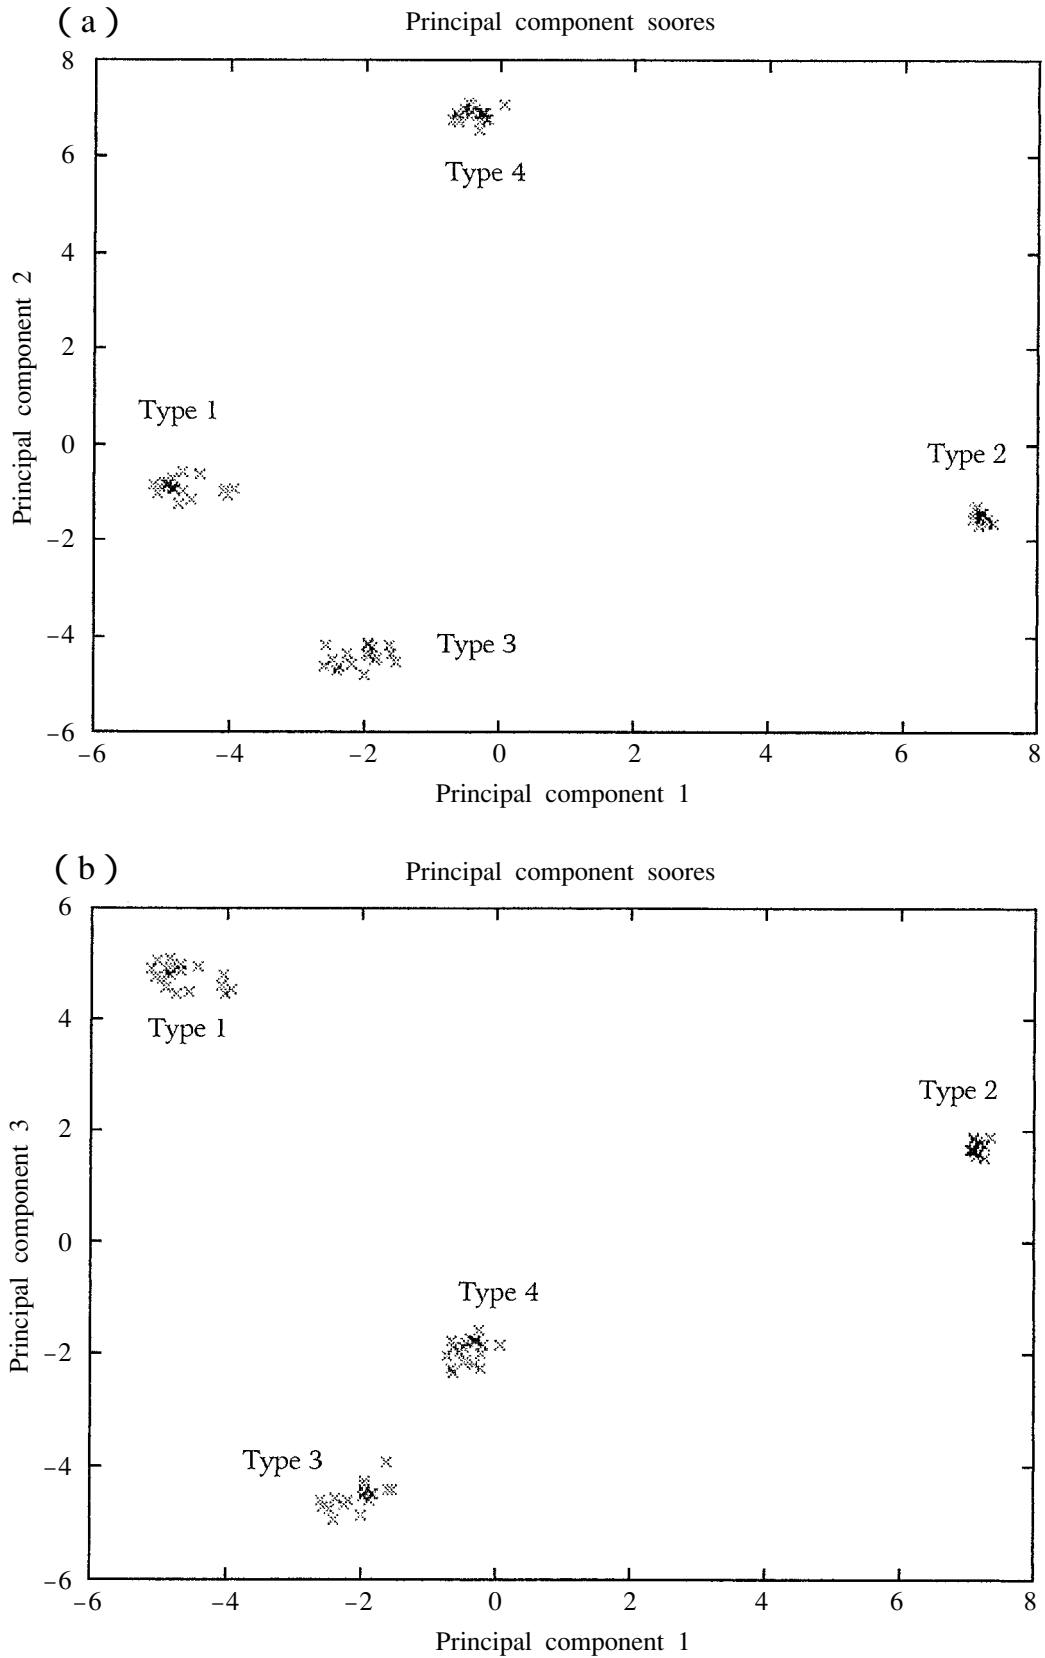 (a)
Principal component soores
8
6
Type 4
4
2
Type 1
0
Type 2
−2
−4
Type 3
−6
−6 −4 −2 0 2 4 6 8
Principal component 2
Principal component 1
(b)
Principal component soores
6
4
Type 1
Type 2
2
0
Type 4
−2
Type 3
−4
−6
−6 −4 −2 0 2 4 6 8
Principal component 3
Principal component 1